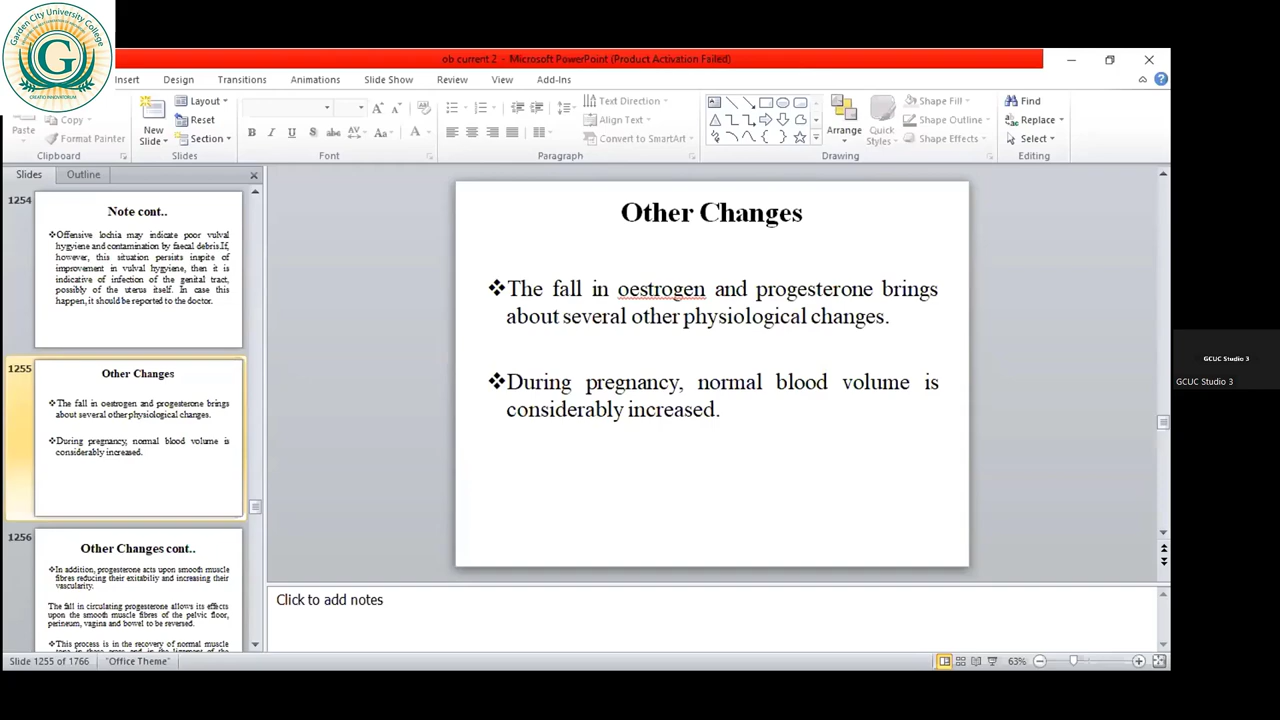 Garden City University College
G
ob current 2 - Microsoft PowerPoint (Product Activation Failed)
Insert Design Transitions Animations Slide Show Review View Add-Ins
Paste
Copy
Format Painter
Clipboard
New
Slide
Layout
Reset
Section
Slides
Font
Text Direction
Align Text
Convert to SmartArt
Paragraph
Arrange
Quick
Styles
Shape Fill
Shape Outline
Shape Effects
Drawing
Find
Replace
Select
Editing
Slides Outline
1254
Note cont..
❖Offensive lochia may indicate poor vulval
hygyiene and contamination by faecal debris.If,
however, this situation persists inspite of
improvement in vulval hygyiene, then it is
indicative of infection of the genital tract,
possibly of the uterus itself. In case this
happen, it should be reported to the doctor.
1255
Other Changes
❖The fall in oestrogen and progesterone brings
about several other physiological changes.
❖During pregnancy, normal blood volume is
considerably increased.
1256
Other Changes cont..
❖In addition, progesterone acts upon smooth muscle
fibres reducing their exitability and increasing their
vascularity.
The fall in circulating progesterone allows its effects
upon the smooth muscle fibres of the pelvic floor,
perineum, vagina and bowel to be reversed.
❖This process is in the recovery of normal muscle
Other Changes
❖The fall in oestrogen and progesterone brings
about several other physiological changes.
❖During pregnancy, normal blood volume is
considerably increased.
Click to add notes
GCUC Studio 3
GCUC Studio 3
Slide 1255 of 1766 "Office Theme" 63%